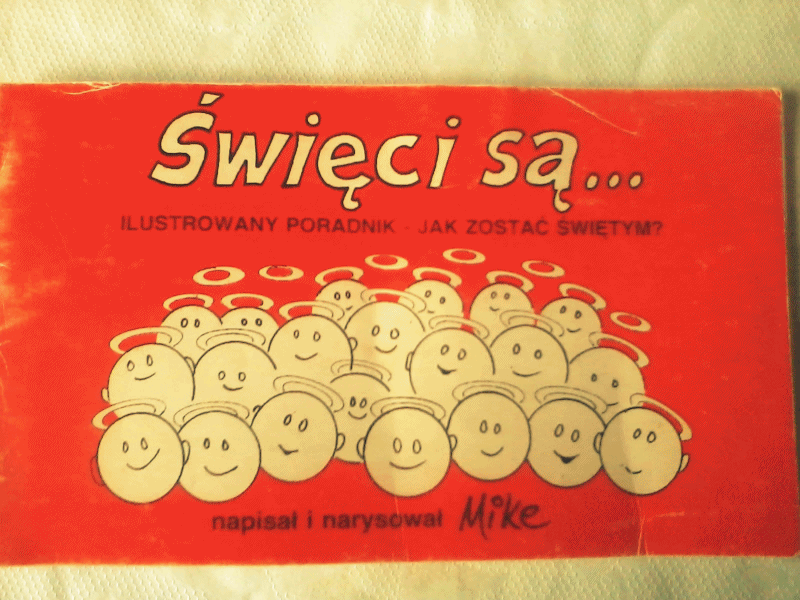 Święci są...
ILUSTROWANY PORADNIK - JAK ZOSTAĆ ŚWIĘTYM?
napisał i narysował Mike